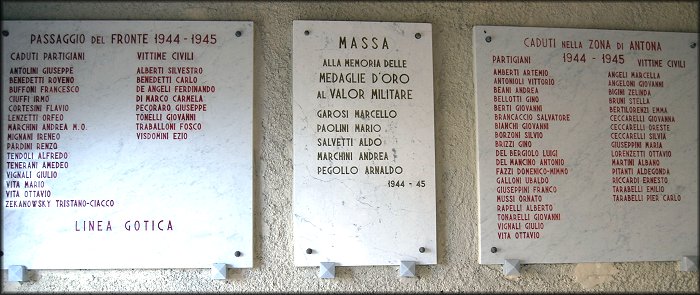 PASSAGGIO DEL FRONTE 1944-1945
CADUTI PARTIGIANI
ANTOLINI GIUSEPPE
BENEDETTI ROVENO
BUFFONI FRANCESCO
CIUFFI IRMO
CORTESINI FLAVIO
LENZETTI ORFEO
MARCHINI ANDREA M.O.
MIGNANI IRENEO
PARDINI RENZO
TENDOLI ALFREDO
TENERANI AMEDEO
VIGNALI GIULIO
VITA MARIO
VITA OTTAVIO
ZEKANOWSKY TRISTANO-CIACCO
VITTIME CIVILI
ALBERTI SILVESTRO
BENEDETTI CARLO
DE ANGELI FERDINANDO
DI MARCO CARMELA
PECORARO GIUSEPPE
TONELLI GIOVANNI
TRABALLONI FOSCO
VISDOMINI EZIO
LINEA GOTICA
MASSA
ALLA MEMORIA DELLE
MEDAGLIE D'ORO
AL VALOR MILITARE
GAROSI MARCELLO
PAOLINI MARIO
SALVETTI ALDO
MARCHINI ANDREA
PEGOLLO ARNALDO
1944-45
CADUTI NELLA ZONA DI ANTONA
1944-1945
PARTIGIANI
AMBERTI ARTEMIO
ANTONIOLI VITTORIO
BEANI ANDREA
BELLOTTI GINO
BERTI GIOVANNI
BRANCACCIO SALVATORE
BIANCHI GIOVANNI
BORZONI SILVIO
BRIZZI GINO
DEL BERGIOLO LUIGI
DEL MANCINO ANTONIO
FAZZI DOMENICO-MIMMO
GALLONI UBALDO
GIUSEPPINI FRANCO
MUSSI ORNATO
RAPELLI ALBERTO
TONARELLI GIOVANNI
VIGNALI GIULIO
VITA OTTAVIO
VITTIME CIVILI
ANGELI MARCELLA
ANGELONI GIOVANNI
BIGINI ZELINDA
BRUNI STELLA
BERTILORENZI EMMA
CECCARELLI GIOVANNA
CECCARELLI ORESTE
CECCARELLI SILVIA
GIUSEPPINI MARIA
LORENZETTI OTTAVIO
MARTINI ALBANO
PITANTI ALDEGONDA
RICCARDI ERNESTO
TARABELLI EMILIO
TARABELLI PIER CARLO